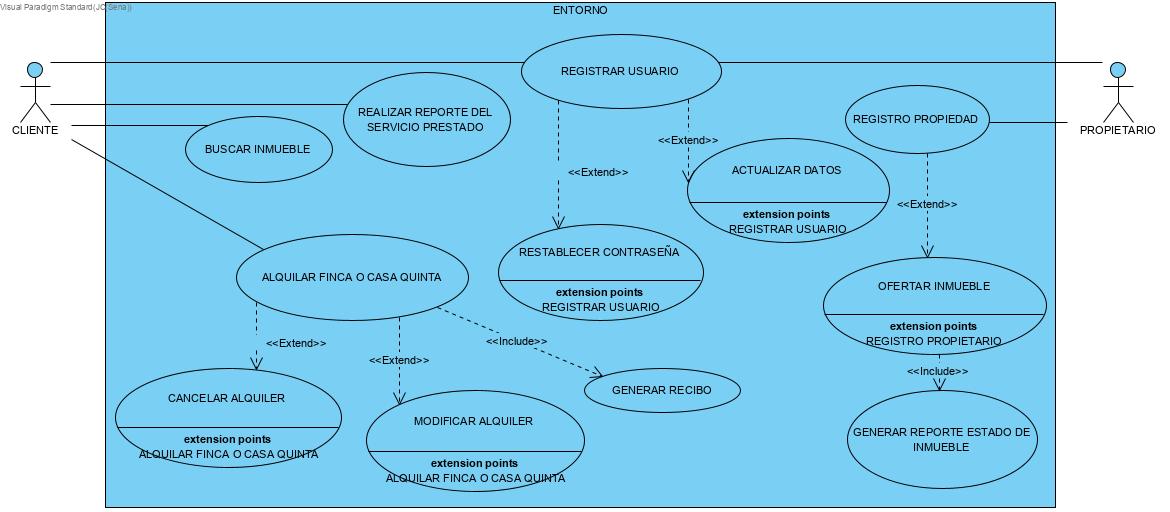 Visual Paradigm Standard(JC(Sena))
ENTORNO
CLIENTE
PROPIETARIO
REGISTRAR USUARIO
REALIZAR REPORTE DEL
SERVICIO PRESTADO
REGISTRO PROPIEDAD
BUSCAR INMUEBLE
<<Extend>>
<<Extend>>
ACTUALIZAR DATOS
extension points
REGISTRAR USUARIO
<<Extend>>
RESTABLECER CONTRASEÑA
extension points
REGISTRAR USUARIO
ALQUILAR FINCA O CASA QUINTA
OFERTAR INMUEBLE
extension points
REGISTRO PROPIETARIO
<<Extend>>
<<Extend>>
<<Include>>
<<Include>>
CANCELAR ALQUILER
extension points
ALQUILAR FINCA O CASA QUINTA
MODIFICAR ALQUILER
extension points
ALQUILAR FINCA O CASA QUINTA
GENERAR RECIBO
GENERAR REPORTE ESTADO DE
INMUEBLE